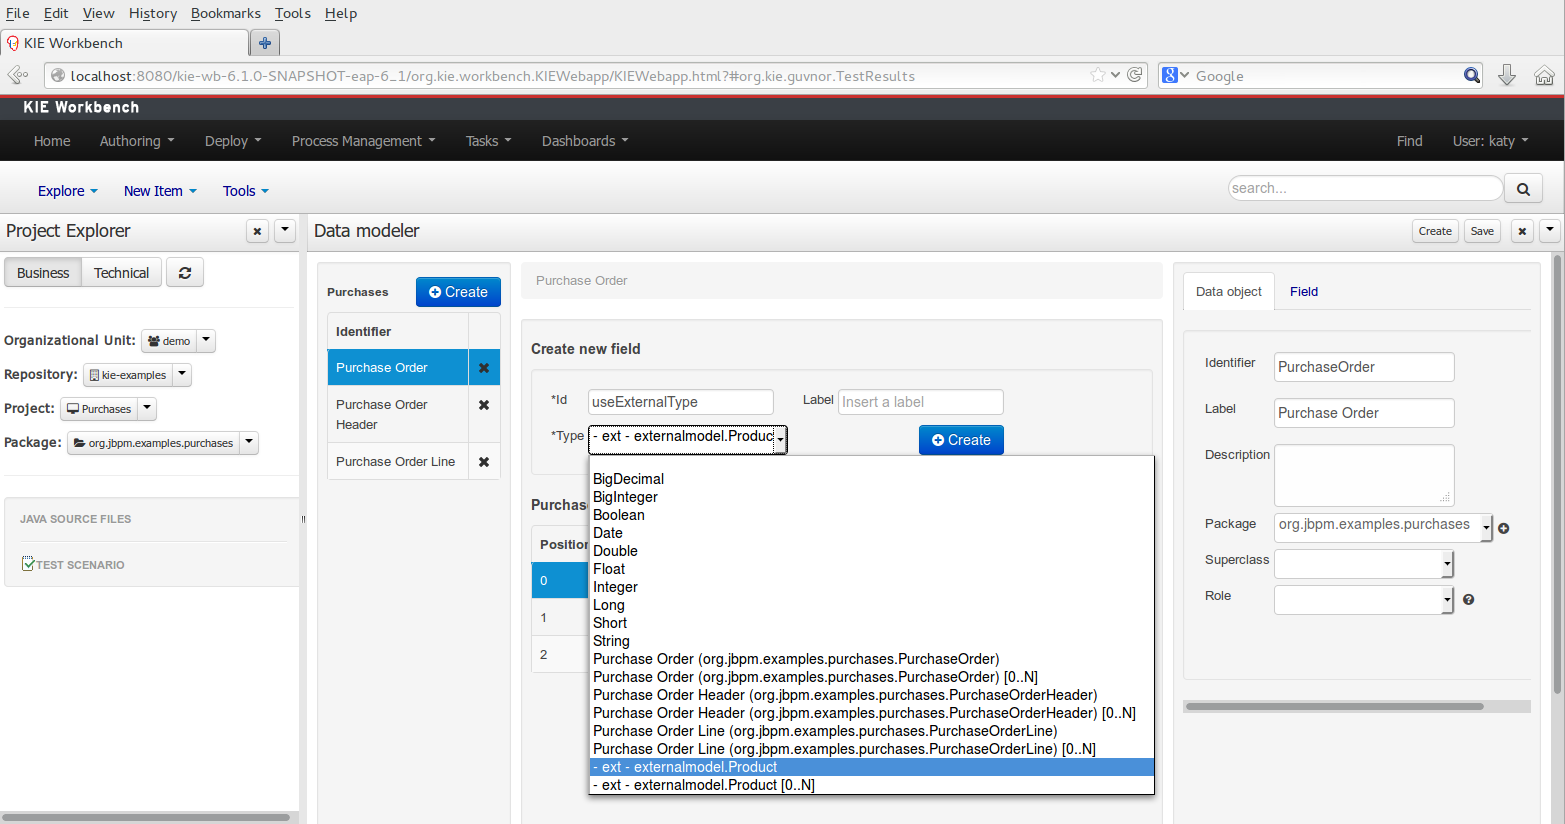 File Edit View History Bookmarks Tools Help
KIE Workbench
localhost:8080/kie-wb-6.1.0-SNAPSHOT-eap-6_1/org.kie.workbench.KIEWebapp/KIEWebapp.html?#org.kie.guvnor.TestResults
Google
KIE Workbench
Home Authoring Deploy Process Management Tasks Dashboards Find User: katy
Explore New Item Tools search...
Project Explorer
Business Technical
Organizational Unit: demo
Repository: kie-examples
Project: Purchases
Package: org.jbpm.examples.purchases
JAVA SOURCE FILES
TEST SCENARIO
Data modeler Create Save
Purchases Create
Identifier
Purchase Order
Purchase Order
Header
Purchase Order Line
Purchase Order
Create new field
*Id useExternalType Label Insert a label
*Type - ext - externalmodel.Produc Create
BigDecimal
BigInteger
Boolean
Date
Double
Float
Integer
Long
Short
String
Purchase Order (org.jbpm.examples.purchases.PurchaseOrder)
Purchase Order (org.jbpm.examples.purchases.PurchaseOrder) [0..N]
Purchase Order Header (org.jbpm.examples.purchases.PurchaseOrderHeader)
Purchase Order Header (org.jbpm.examples.purchases.PurchaseOrderHeader) [0..N]
Purchase Order Line (org.jbpm.examples.purchases.PurchaseOrderLine)
Purchase Order Line (org.jbpm.examples.purchases.PurchaseOrderLine) [0..N]
- ext - externalmodel.Product
- ext - externalmodel.Product [0..N]
Purchas
Position
0
1
2
Data object Field
Identifier PurchaseOrder
Label Purchase Order
Description
Package org.jbpm.examples.purchases
Superclass
Role